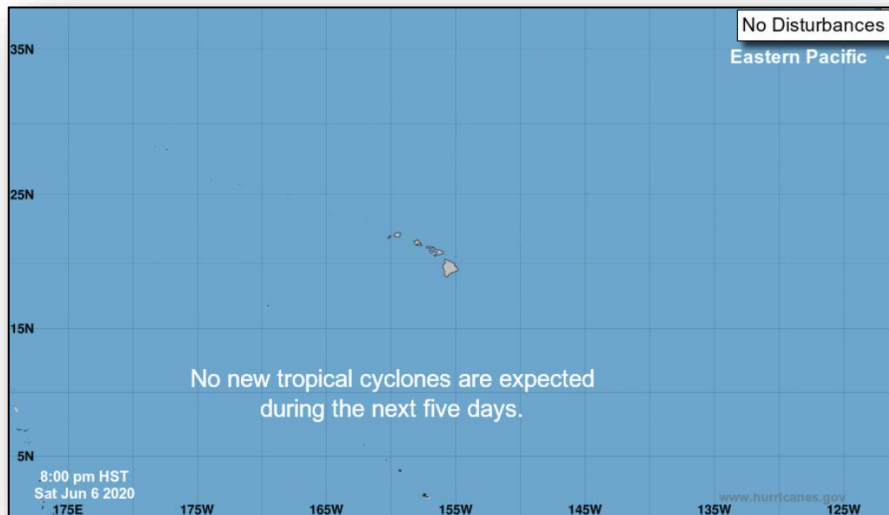 No Disturbances
35N
Eastern Pacific
25N
15N
No new tropical cyclones are expected
during the next five days.
5N
8:00 pm HST
Sat Jun 6 2020
www.hurricanes.gov
175E 175W 165W 155W 145W 135W 125W